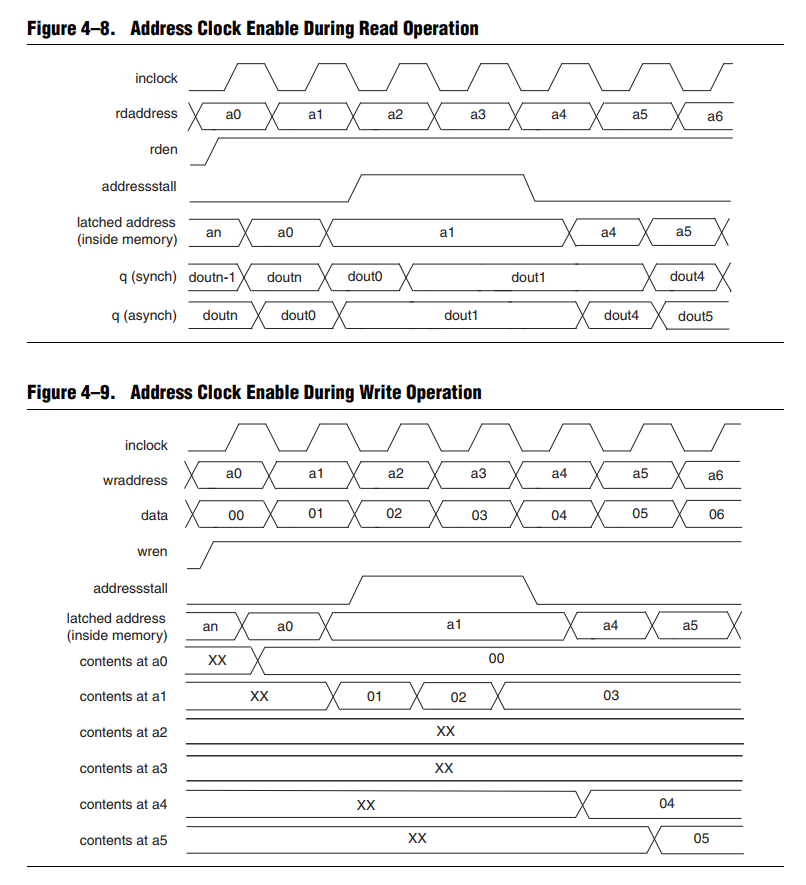 Figure 4–8. Address Clock Enable During Read Operation
inclock
rdaddress a0 a1 a2 a3 a4 a5 a6
rden
addressstall
latched address
(inside memory) an a0 a1 a4 a5
q (synch) doutn-1 doutn dout0 dout1 dout4
q (asynch) doutn dout0 dout1 dout4 dout5
Figure 4–9. Address Clock Enable During Write Operation
inclock
wraddress a0 a1 a2 a3 a4 a5 a6
data 00 01 02 03 04 05 06
wren
addressstall
latched address
(inside memory) an a0 a1 a4 a5
contents at a0 XX 00
contents at a1 XX 01 02 03
contents at a2 XX
contents at a3 XX
contents at a4 XX 04
contents at a5 XX 05